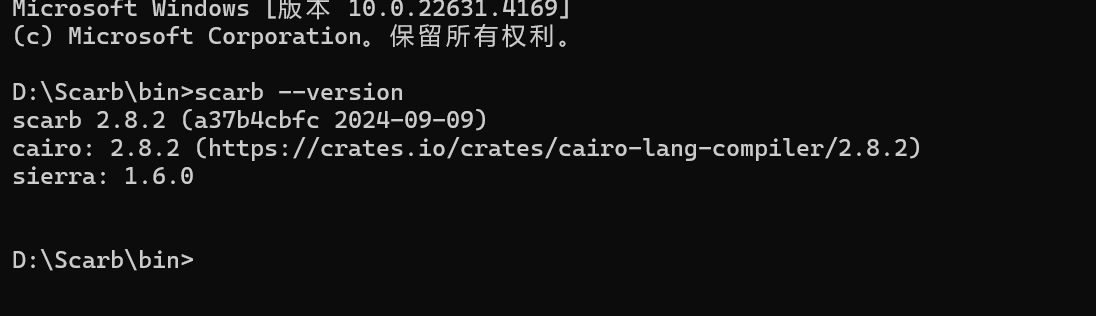 Microsoft Windows [版本 10.0.22631.4169]
(c) Microsoft Corporation。保留所有权利。
D:\Scarb\bin>scarb --version
scarb 2.8.2 (a37b4cbfc 2024-09-09)
cairo: 2.8.2 (https://crates.io/crates/cairo-lang-compiler/2.8.2)
sierra: 1.6.0
D:\Scarb\bin>